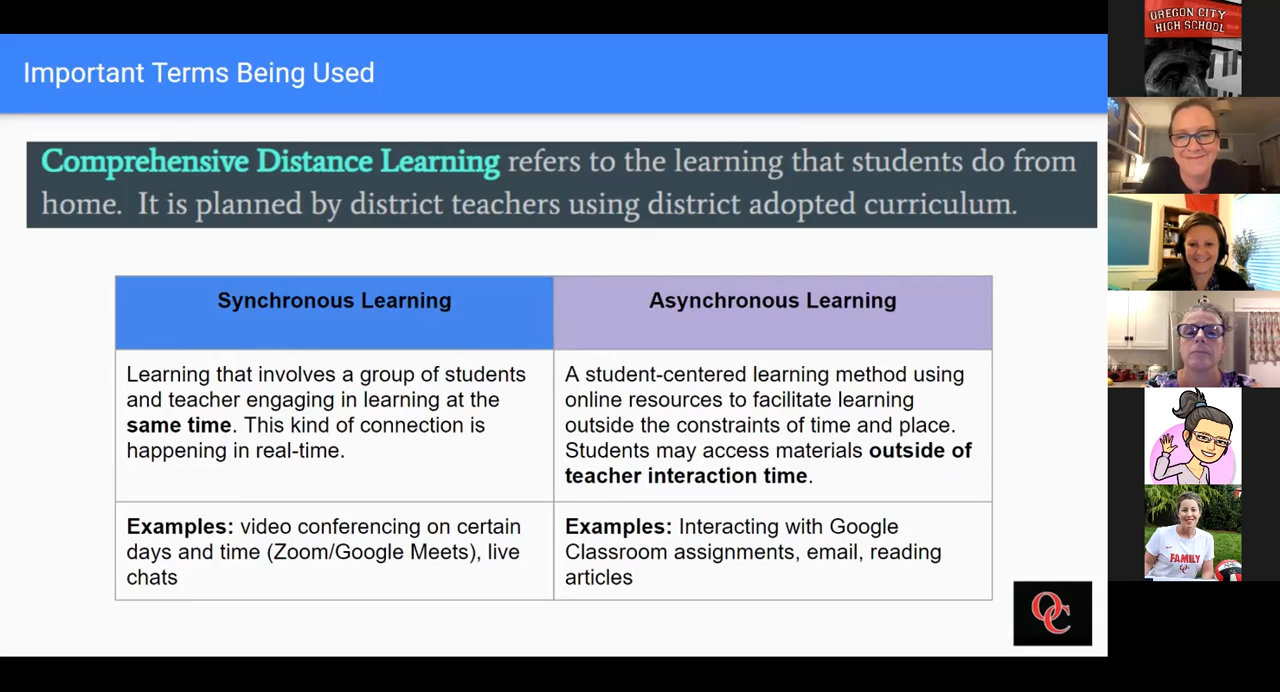 Important Terms Being Used
Comprehensive Distance Learning refers to the learning that students do from
home. It is planned by district teachers using district adopted curriculum.
Synchronous Learning
Asynchronous Learning
Learning that involves a group of students
and teacher engaging in learning at the
same time. This kind of connection is
happening in real-time.
A student-centered learning method using
online resources to facilitate learning
outside the constraints of time and place.
Students may access materials outside of
teacher interaction time.
Examples: video conferencing on certain
days and time (Zoom/Google Meets), live
chats
Examples: Interacting with Google
Classroom assignments, email, reading
articles
OC
OREGON CITY
HIGH SCHOOL
FAMILY
OC